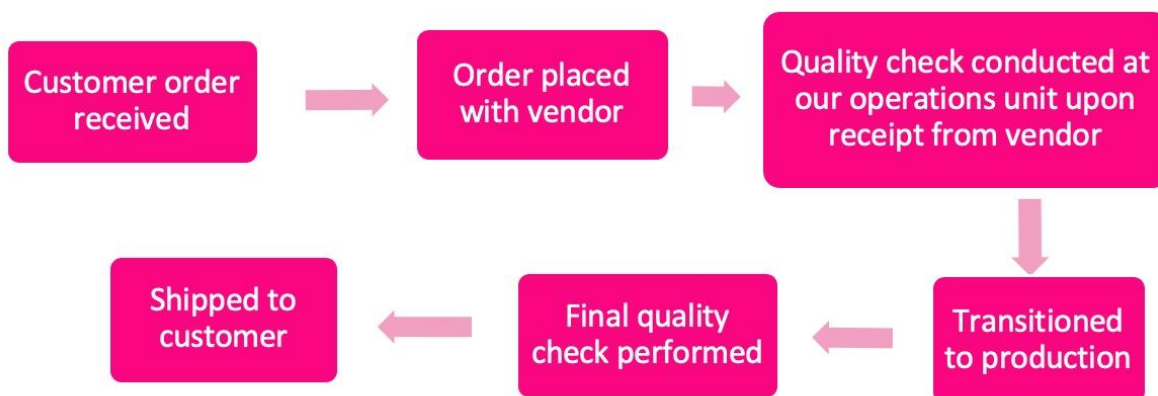 Customer order
received
Order placed
with vendor
Quality check conducted at
our operations unit upon
receipt from vendor
Transitioned
to production
Final quality
check performed
Shipped to
customer